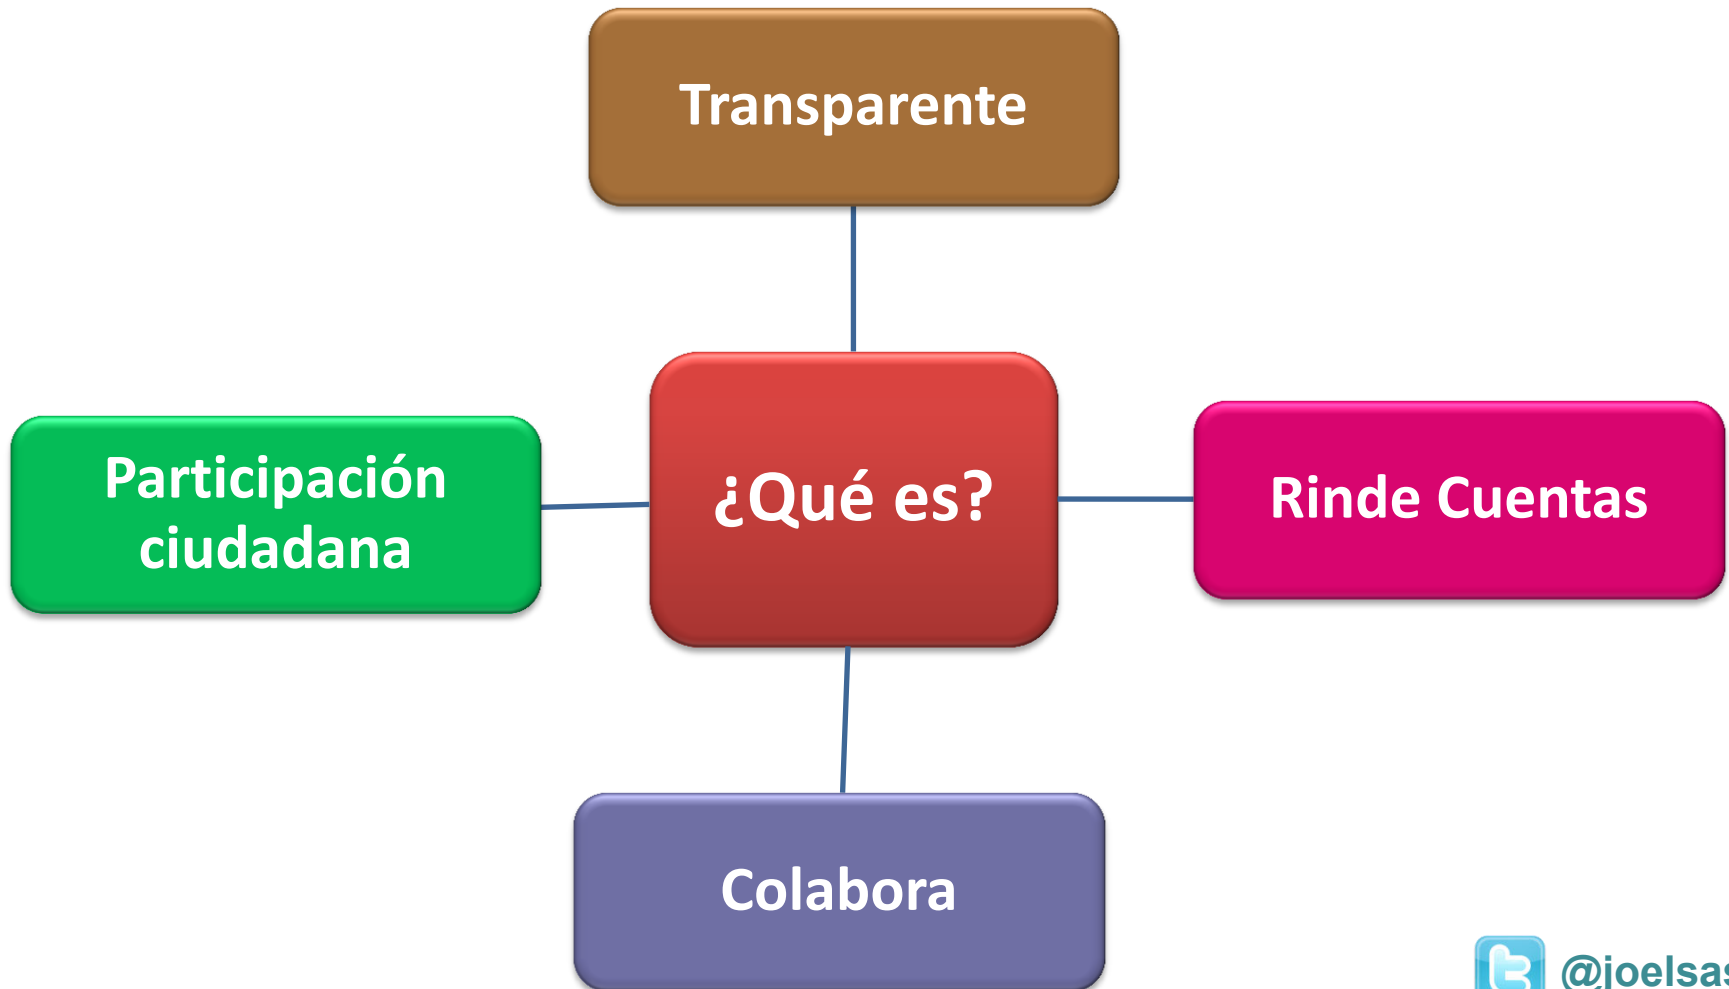 Transparente
Participación
ciudadana
¿Qué es?
Rinde Cuentas
Colabora